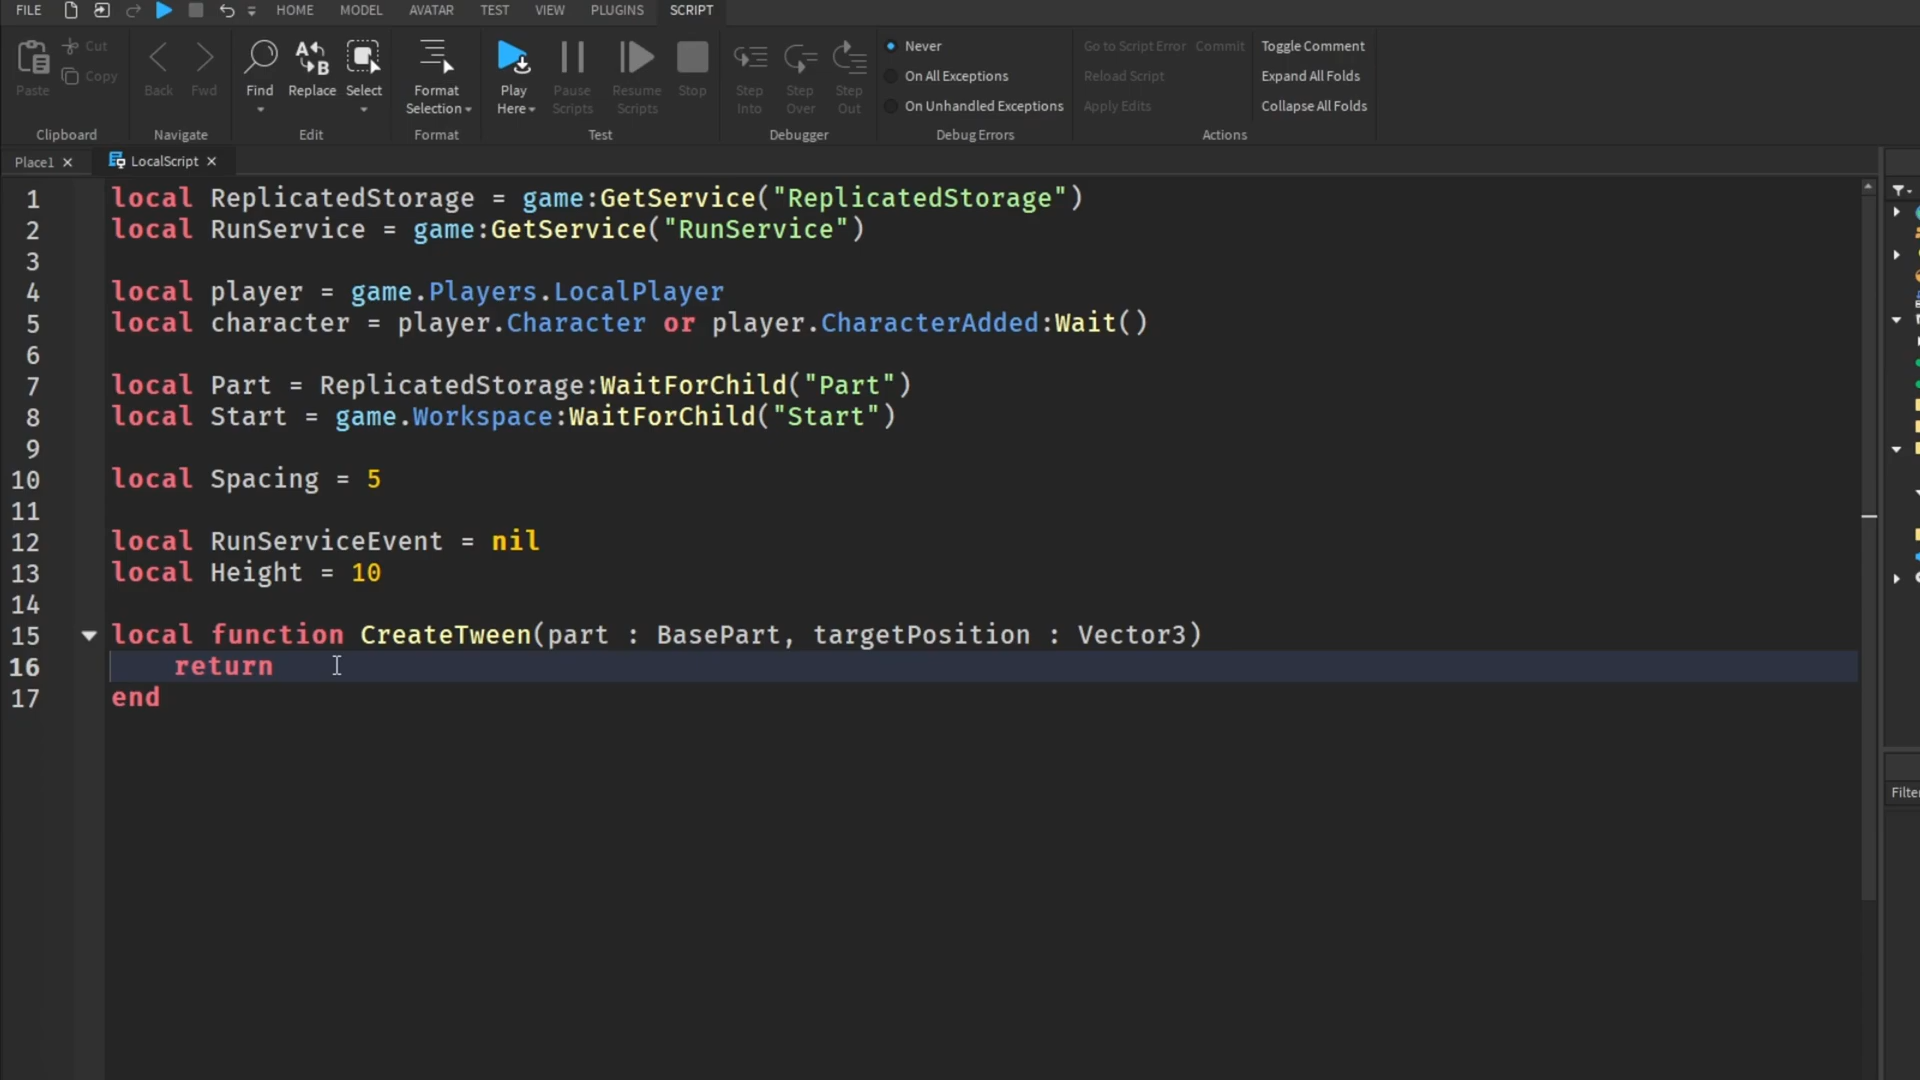 FILE HOME MODEL AVATAR TEST VIEW PLUGINS SCRIPT
Paste Cut Copy
Clipboard
Back Fwd
Navigate
Find Replace Select
Edit
Format Selection
Format
Play Here Pause Scripts Resume Scripts Stop
Test
Step Into Step Over Step Out
Debugger
Never
On All Exceptions
On Unhandled Exceptions
Debug Errors
Go to Script Error Commit
Reload Script
Apply Edits
Toggle Comment
Expand All Folds
Collapse All Folds
Actions
Place1 × LocalScript ×
1 local ReplicatedStorage = game:GetService("ReplicatedStorage")
2 local RunService = game:GetService("RunService")
3
4 local player = game.Players.LocalPlayer
5 local character = player.Character or player.CharacterAdded:Wait()
6
7 local Part = ReplicatedStorage:WaitForChild("Part")
8 local Start = game.Workspace:WaitForChild("Start")
9
10 local Spacing = 5
11
12 local RunServiceEvent = nil
13 local Height = 10
14
15 local function CreateTween(part : BasePart, targetPosition : Vector3)
16 return
17 end
Filte